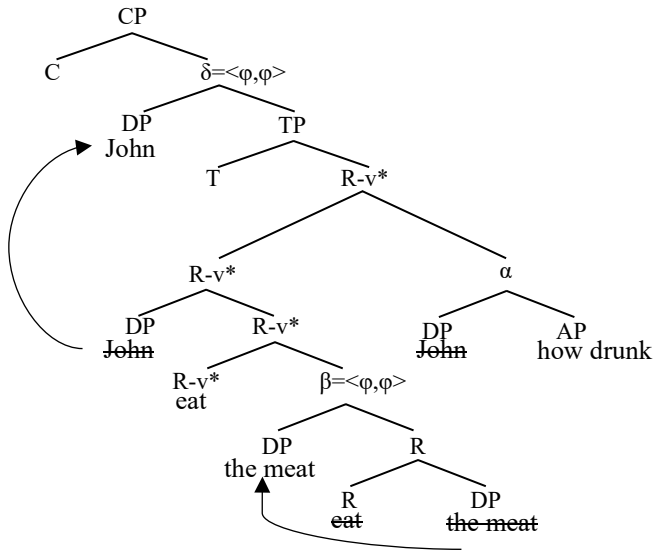 CP
C δ=<φ,φ>
DP TP
John
T R-v*
R-v* α
DP R-v* DP AP
John John how drunk
R-v* β=<φ,φ>
eat
DP R
the meat
R DP
eat the meat